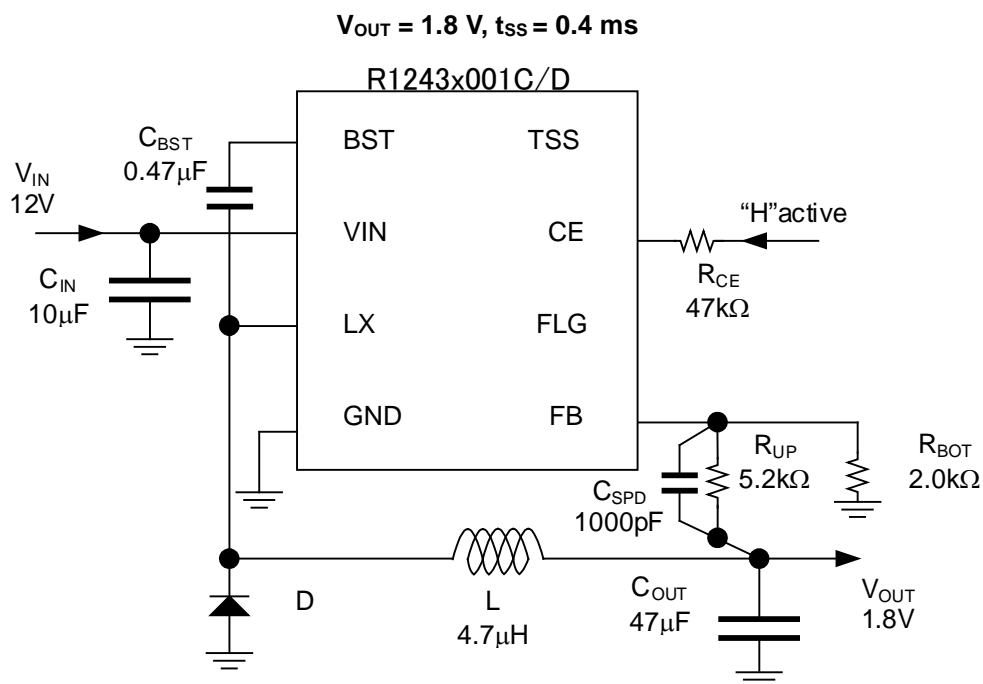 V_OUT = 1.8 V, t_SS = 0.4 ms
R1243x001C/D
C_BST
0.47μF
BST
TSS
V_IN
12V
VIN
CE
"H"active
R_CE
47kΩ
C_IN
10μF
LX
FLG
GND
FB
R_UP
5.2kΩ
R_BOT
2.0kΩ
C_SPD
1000pF
D
L
4.7μH
C_OUT
47μF
V_OUT
1.8V